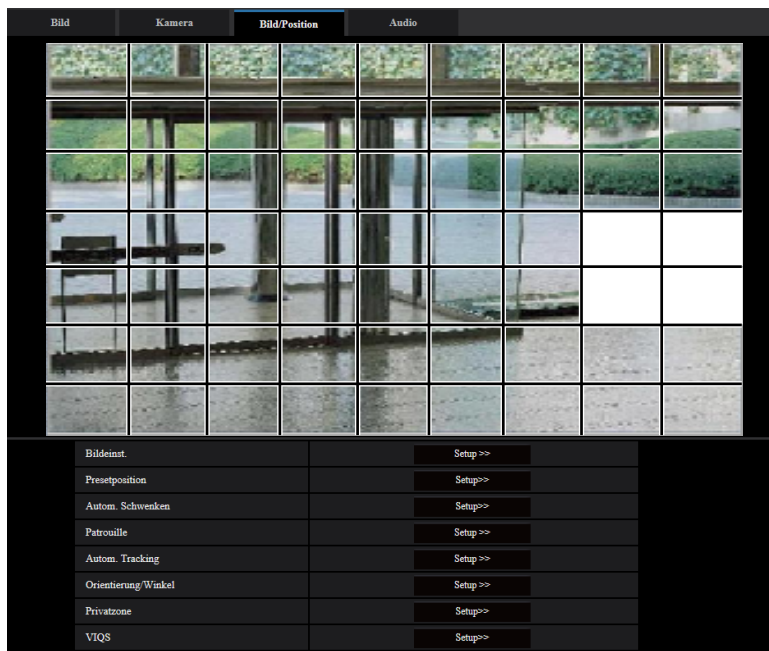 Bild Kamera Bild/Position Audio
Bildeinst. Setup >>
Presetposition Setup>>
Autom. Schwenken Setup>>
Patrouille Setup>>
Autom. Tracking Setup>>
Orientierung/Winkel Setup >>
Privatzone Setup>>
VIQS Setup>>